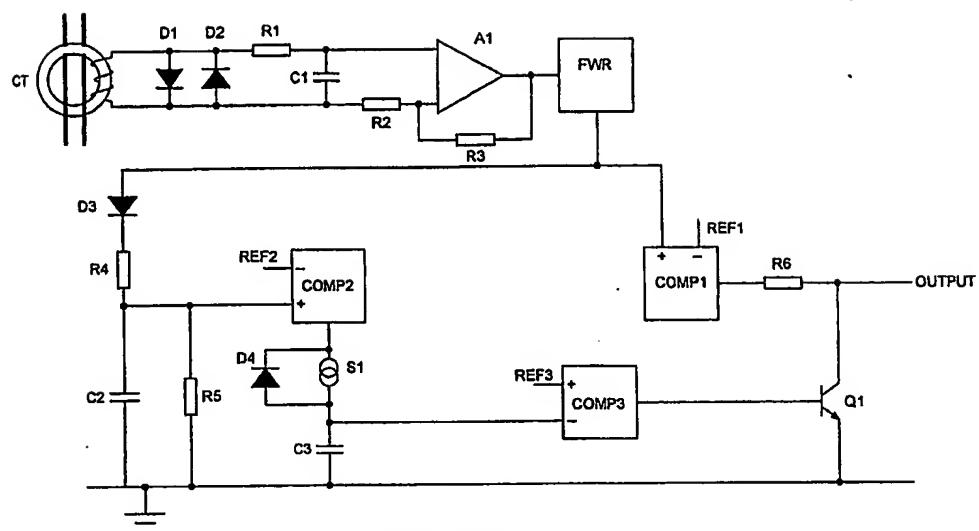 D1
D2
R1
A1
CT
C1
FWR
R2
R3
D3
REF1
R4
REF2
−
COMP2
+
+
−
COMP1
R6
OUTPUT
D4
S1
C2
R5
REF3
+
COMP3
−
Q1
C3